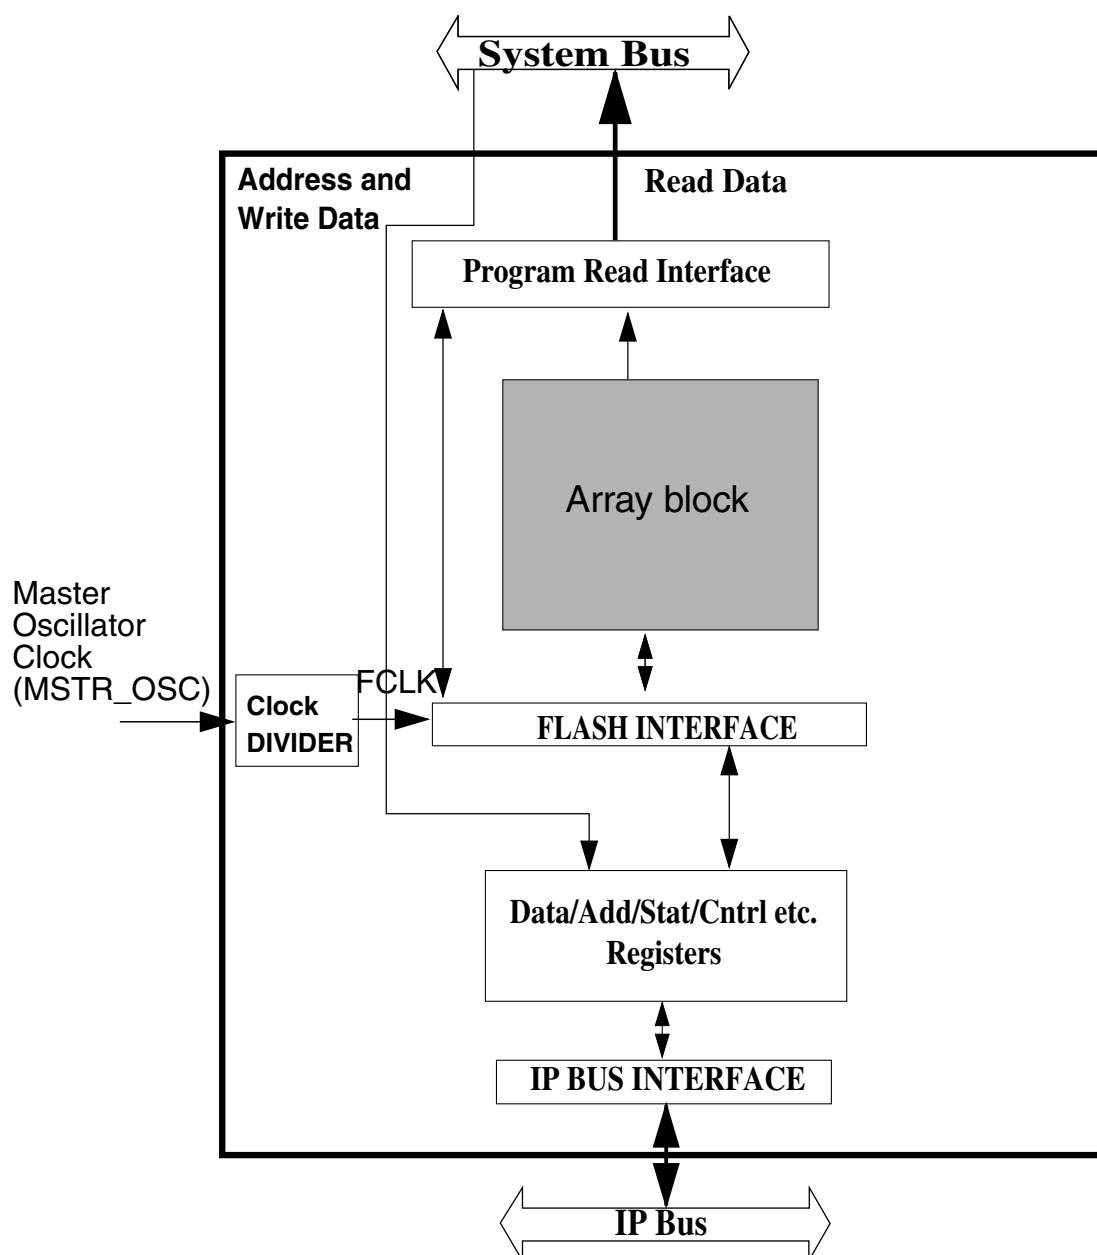 System Bus
Address and
Write Data
Read Data
Program Read Interface
Array block
Master
Oscillator
Clock
(MSTR_OSC)
FCLK
Clock
DIVIDER
FLASH INTERFACE
Data/Add/Stat/Cntrl etc.
Registers
IP BUS INTERFACE
IP Bus